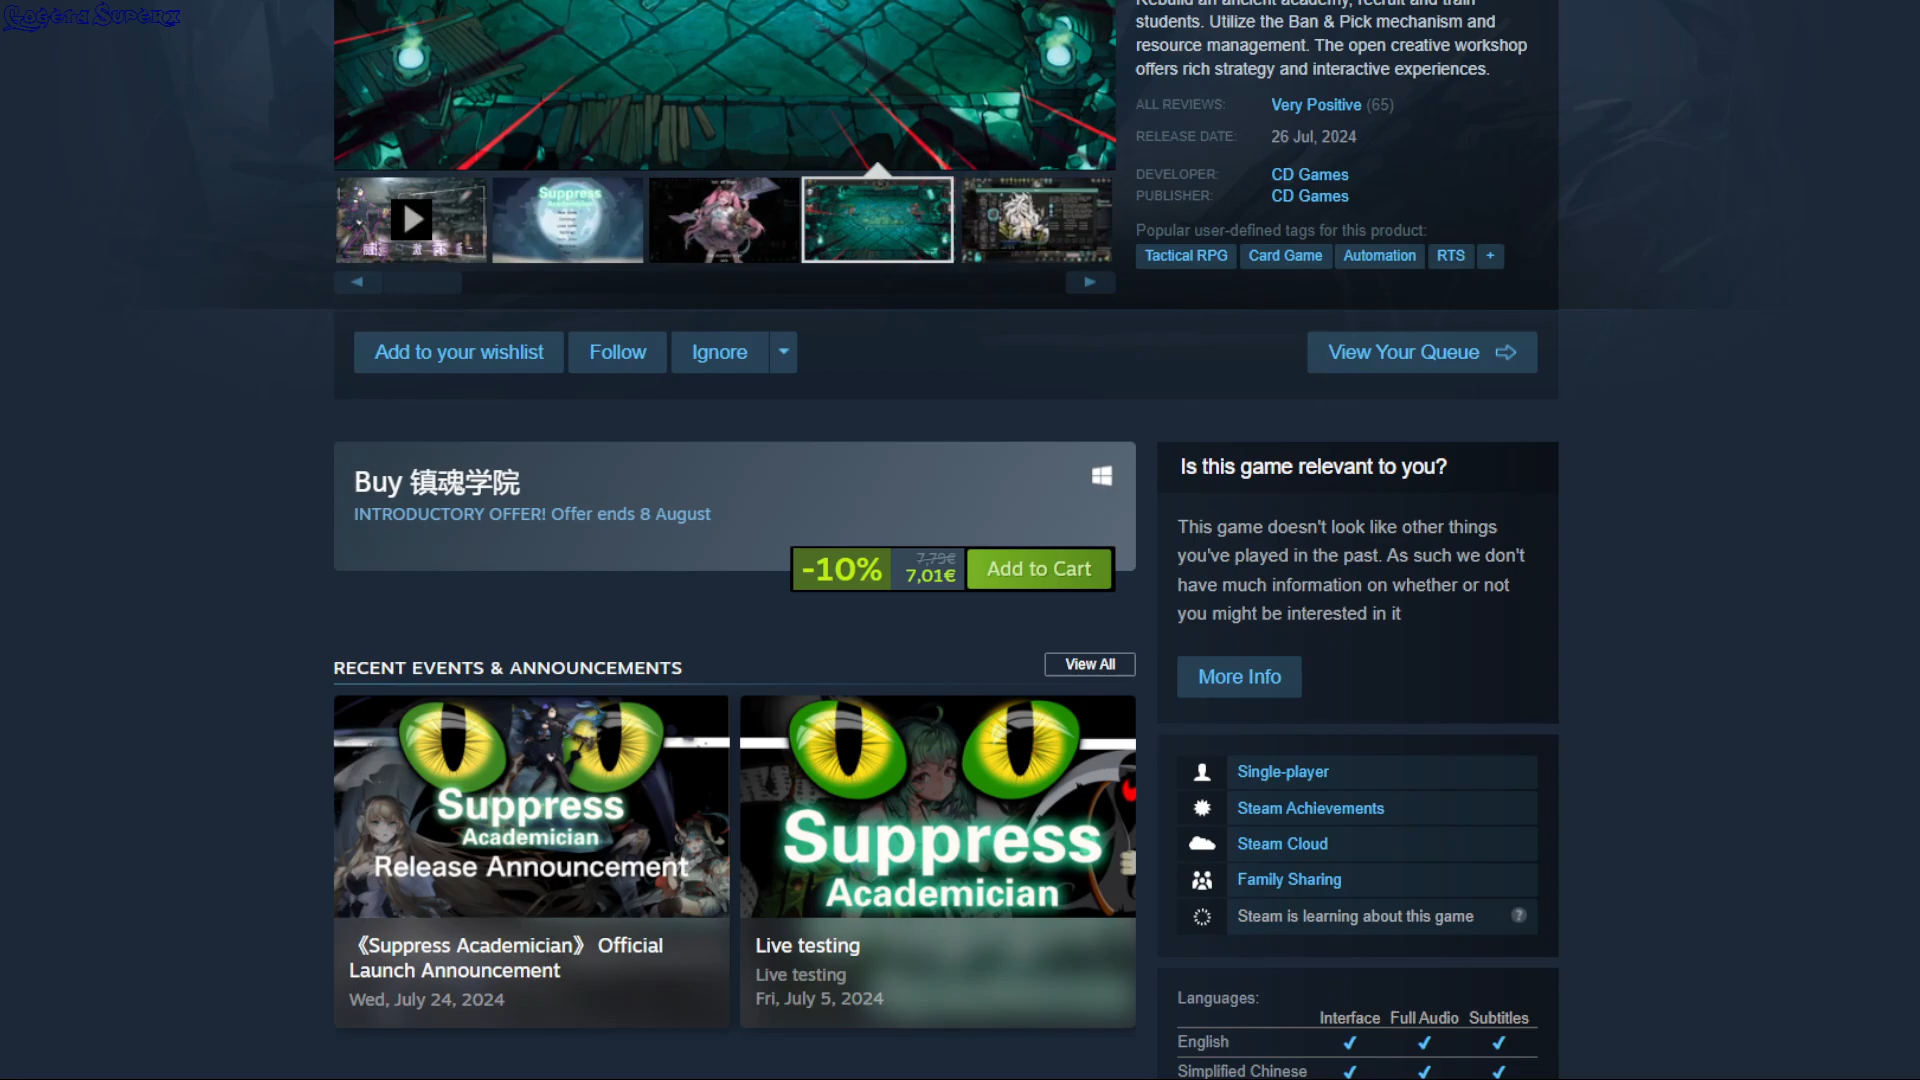 Rebuild an ancient academy, recruit and train
students. Utilize the Ban & Pick mechanism and
resource management. The open creative workshop
offers rich strategy and interactive experiences.
ALL REVIEWS: Very Positive (65)
RELEASE DATE: 26 Jul, 2024
DEVELOPER: CD Games
PUBLISHER: CD Games
Popular user-defined tags for this product:
Tactical RPG Card Game Automation RTS +
Suppress
Add to your wishlist Follow Ignore View Your Queue
Buy 镇魂学院
INTRODUCTORY OFFER! Offer ends 8 August
-10% 7,79€ 7,01€ Add to Cart
Is this game relevant to you?
This game doesn't look like other things
you've played in the past. As such we don't
have much information on whether or not
you might be interested in it
More Info
RECENT EVENTS & ANNOUNCEMENTS View All
Suppress
Academician
Release Announcement
《Suppress Academician》 Official
Launch Announcement
Wed, July 24, 2024
Suppress
Academician
Live testing
Live testing
Fri, July 5, 2024
Single-player
Steam Achievements
Steam Cloud
Family Sharing
Steam is learning about this game ?
Languages:
Interface Full Audio Subtitles
English ✔ ✔ ✔
Simplified Chinese ✔ ✔ ✔